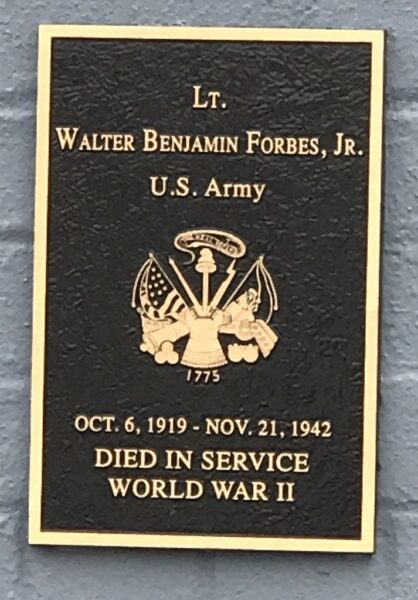 LT.
WALTER BENJAMIN FORBES, JR.
U.S. Army
1775
OCT. 6, 1919 - NOV. 21, 1942
DIED IN SERVICE
WORLD WAR II